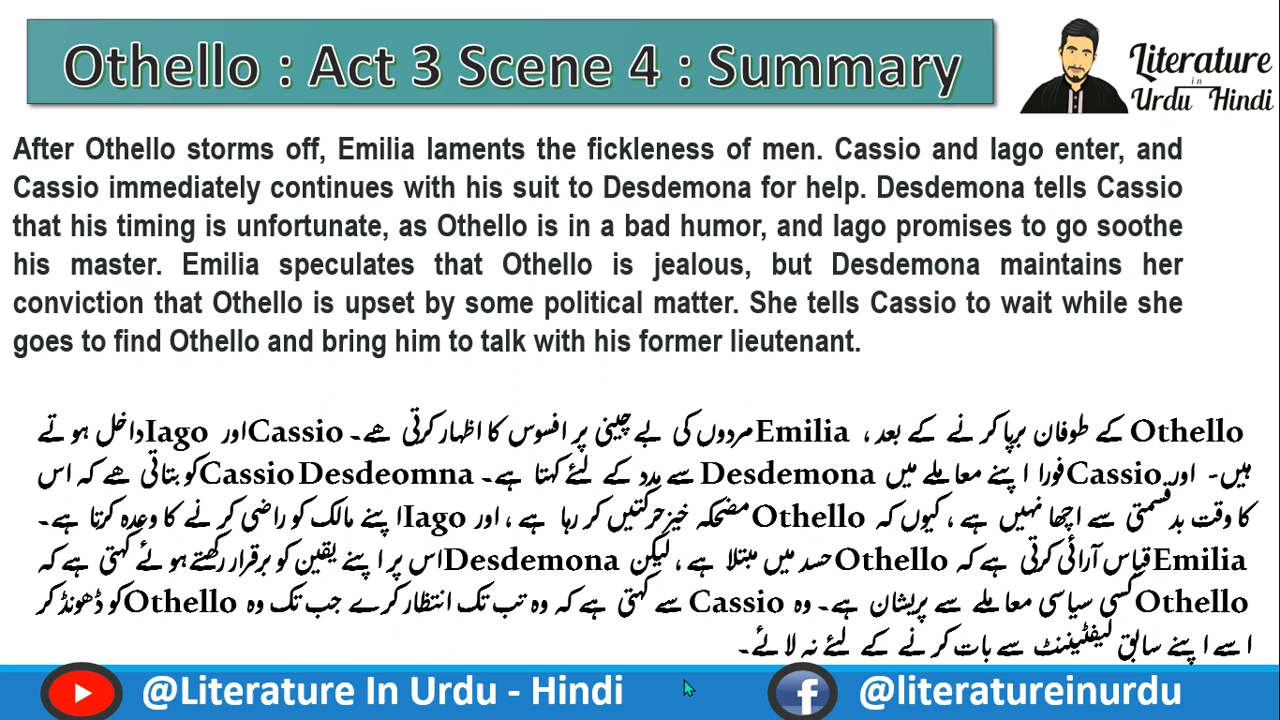 Othello : Act 3 Scene 4 : Summary
Literature
in
Urdu Hindi
After Othello storms off, Emilia laments the fickleness of men. Cassio and Iago enter, and
Cassio immediately continues with his suit to Desdemona for help. Desdemona tells Cassio
that his timing is unfortunate, as Othello is in a bad humor, and Iago promises to go soothe
his master. Emilia speculates that Othello is jealous, but Desdemona maintains her
conviction that Othello is upset by some political matter. She tells Cassio to wait while she
goes to find Othello and bring him to talk with his former lieutenant.
Othello کے طوفان برپا کرنے کے بعد، Emilia مردوں کی بے چینی پر افسوس کا اظہار کرتی ھے۔ Cassio اور Iago داخل ہوتے
ہیں۔ اور Cassio فورا اپنے معاملے میں Desdemona سے مدد کے لئے کہتا ہے۔ Cassio Desdeomna کو بتاتی ھے کہ اس
کا وقت بدقسمتی سے اچھا نہیں ہے، کیوں کہ Othello مضحکہ خیز حرکتیں کر رہا ہے، اور Iago اپنے مالک کو راضی کرنے کا وعدہ کرتا ہے۔
Emilia قیاس آرائی کرتی ہے کہ Othello حسد میں مبتلا ہے، لیکن Desdemona اس پر اپنے یقین کو برقرار رکھتے ہوئے کہتی ہے کہ
Othello کسی سیاسی معاملے سے پریشان ہے۔ وہ Cassio سے کہتی ہے کہ وہ تب تک انتظار کرے جب تک وہ Othello کو ڈھونڈ کر
اسے اپنے سابق لیفٹیننٹ سے بات کرنے کے لئے نہ لائے۔
@Literature In Urdu - Hindi
@literatureinurdu